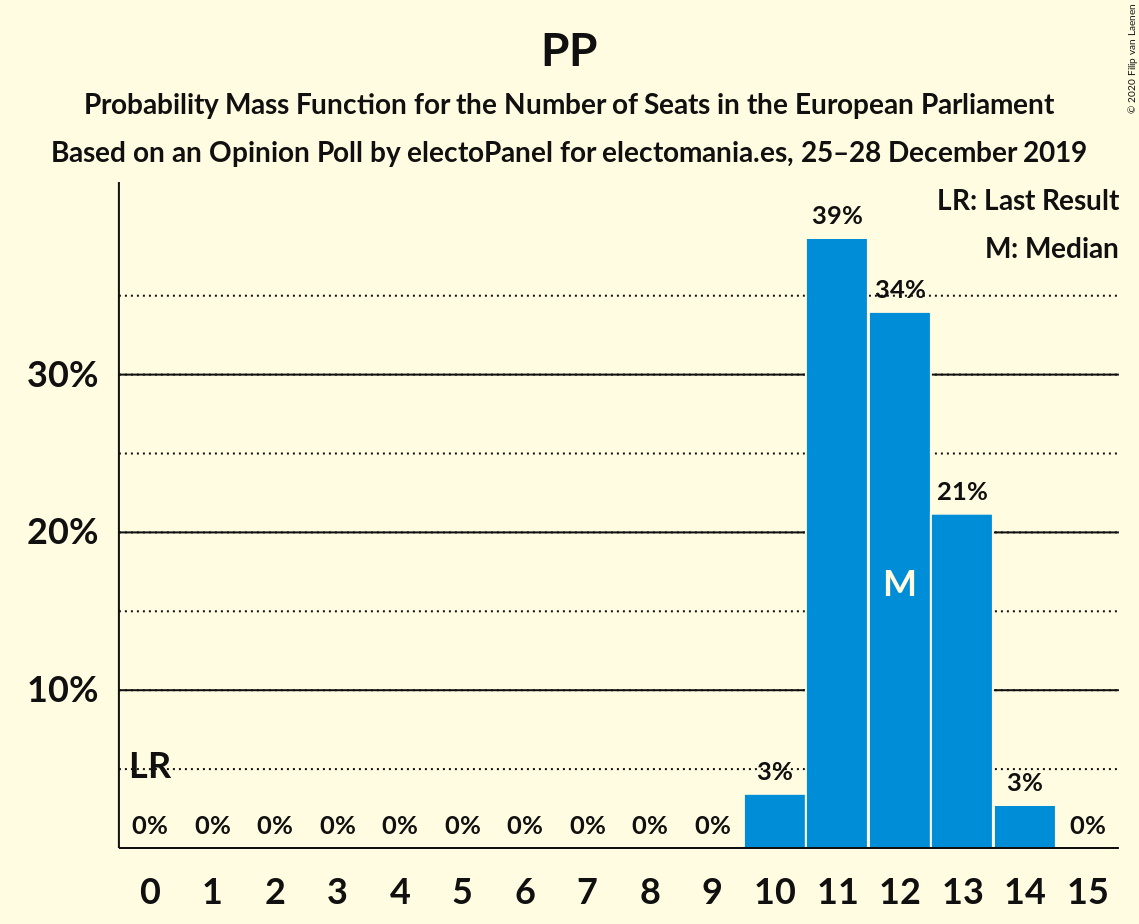 PP
Probability Mass Function for the Number of Seats in the European Parliament
Based on an Opinion Poll by electoPanel for electomania.es, 25–28 December 2019
© 2020 Filip van Laenen
LR: Last Result
M: Median
39%
34%
30%
21%
20%
M
10%
LR
3%
3%
0% 0% 0% 0% 0% 0% 0% 0% 0% 0% 0%
0 1 2 3 4 5 6 7 8 9 10 11 12 13 14 15